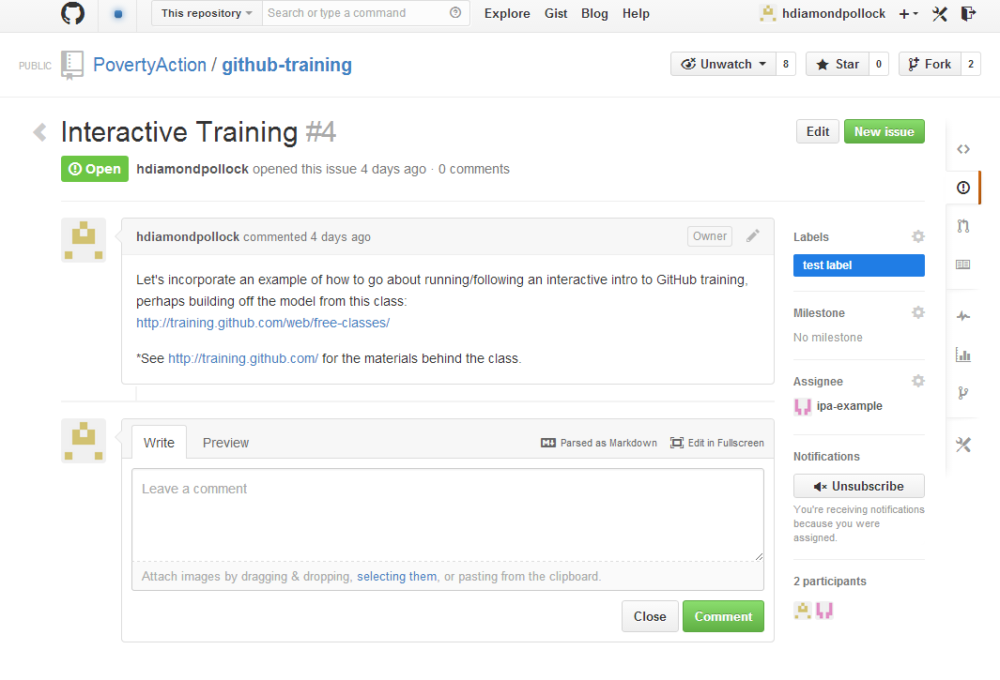 This repository Search or type a command Explore Gist Blog Help hdiamondpollock
PUBLIC PovertyAction / github-training Unwatch 8 Star 0 Fork 2
Interactive Training #4 Edit New issue
Open hdiamondpollock opened this issue 4 days ago · 0 comments
hdiamondpollock commented 4 days ago Owner
Let's incorporate an example of how to go about running/following an interactive intro to GitHub training,
perhaps building off the model from this class:
http://training.github.com/web/free-classes/
*See http://training.github.com/ for the materials behind the class.
Labels
test label
Milestone
No milestone
Assignee
ipa-example
Notifications
Unsubscribe
You're receiving notifications
because you were
assigned.
2 participants
Write Preview Parsed as Markdown Edit in Fullscreen
Leave a comment
Attach images by dragging & dropping, selecting them, or pasting from the clipboard.
Close Comment